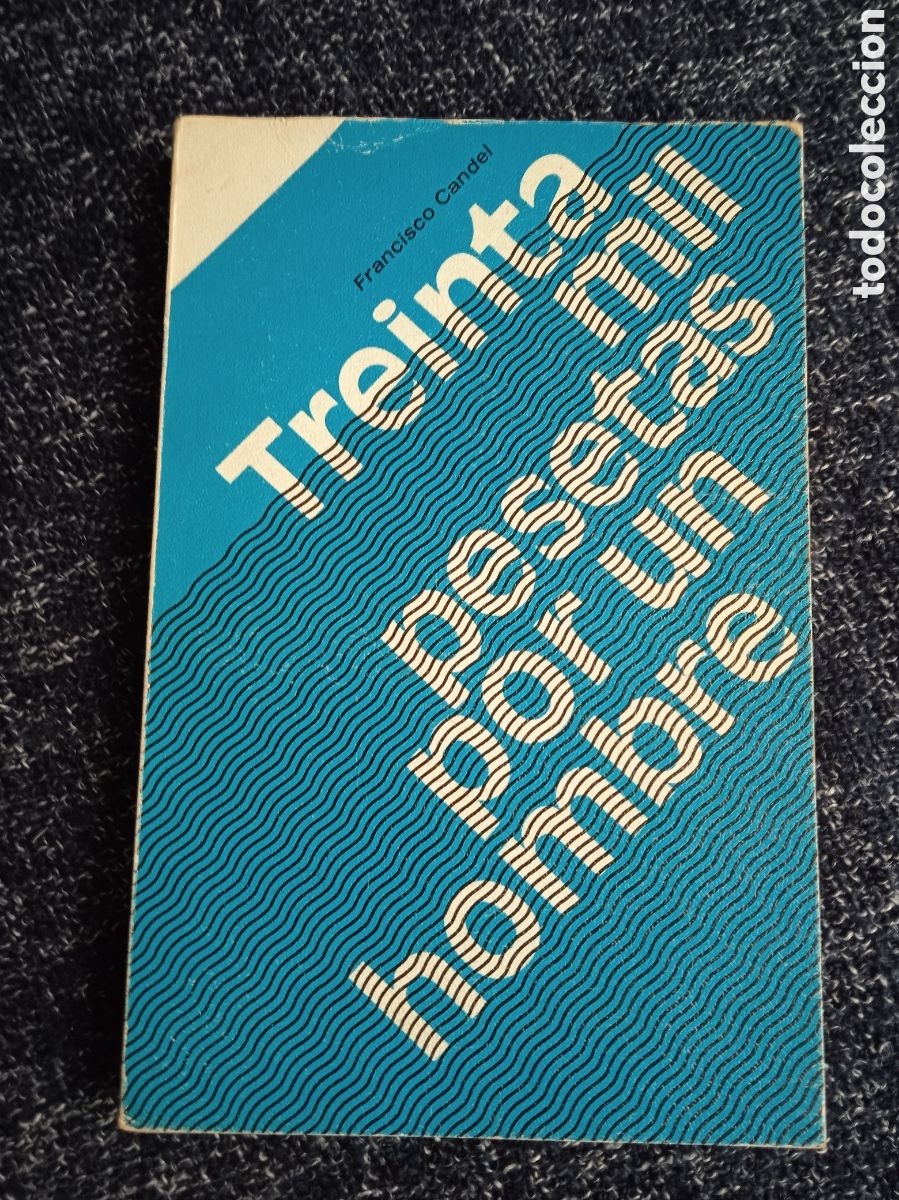 Francisco Candel
Treinta
mil
pesetas
por un
hombre
todocoleccion